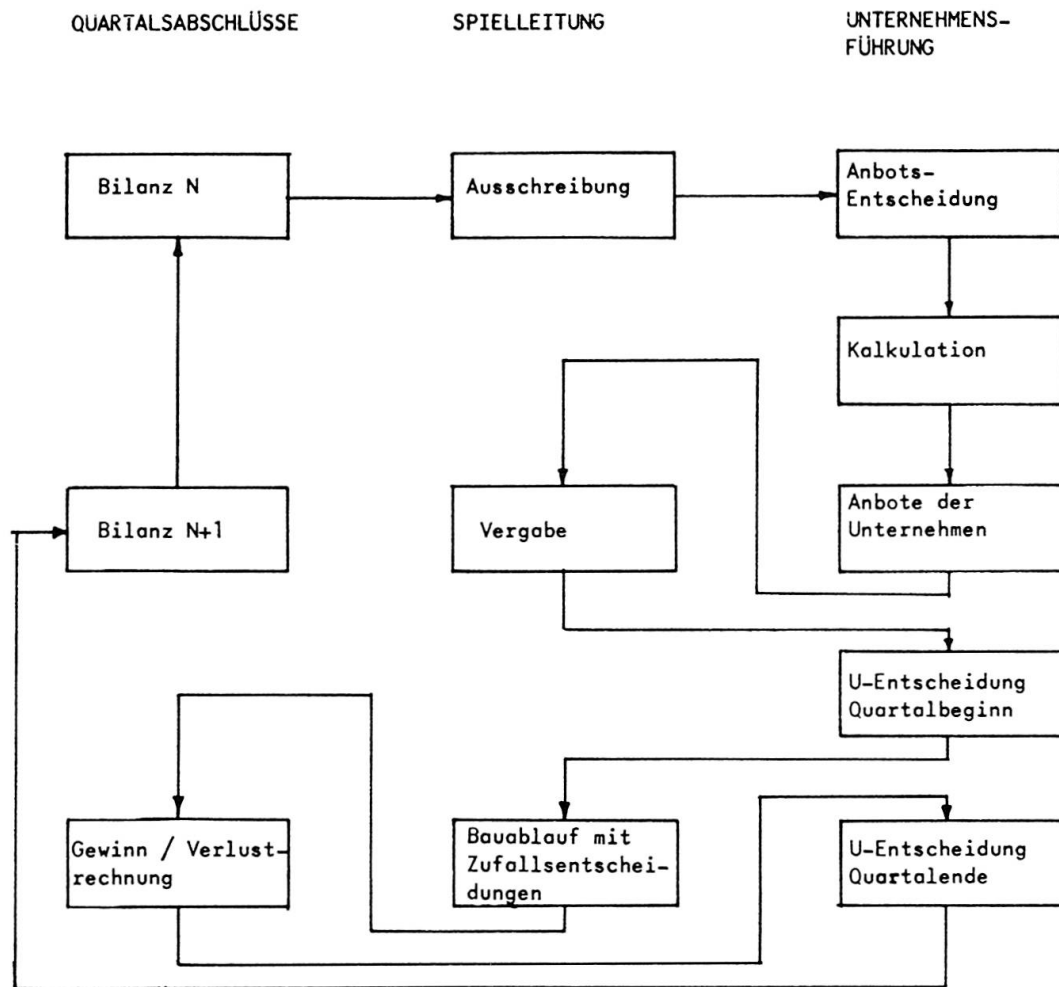 QUARTALSABSCHLÜSSE
SPIELLEITUNG
UNTERNEHMENS-
FÜHRUNG
Bilanz N
Ausschreibung
Anbots-
Entscheidung
Kalkulation
Bilanz N+1
Vergabe
Anbote der
Unternehmen
U-Entscheidung
Quartalbeginn
Gewinn / Verlust-
rechnung
Bauablauf mit
Zufallsentschei-
dungen
U-Entscheidung
Quartalende